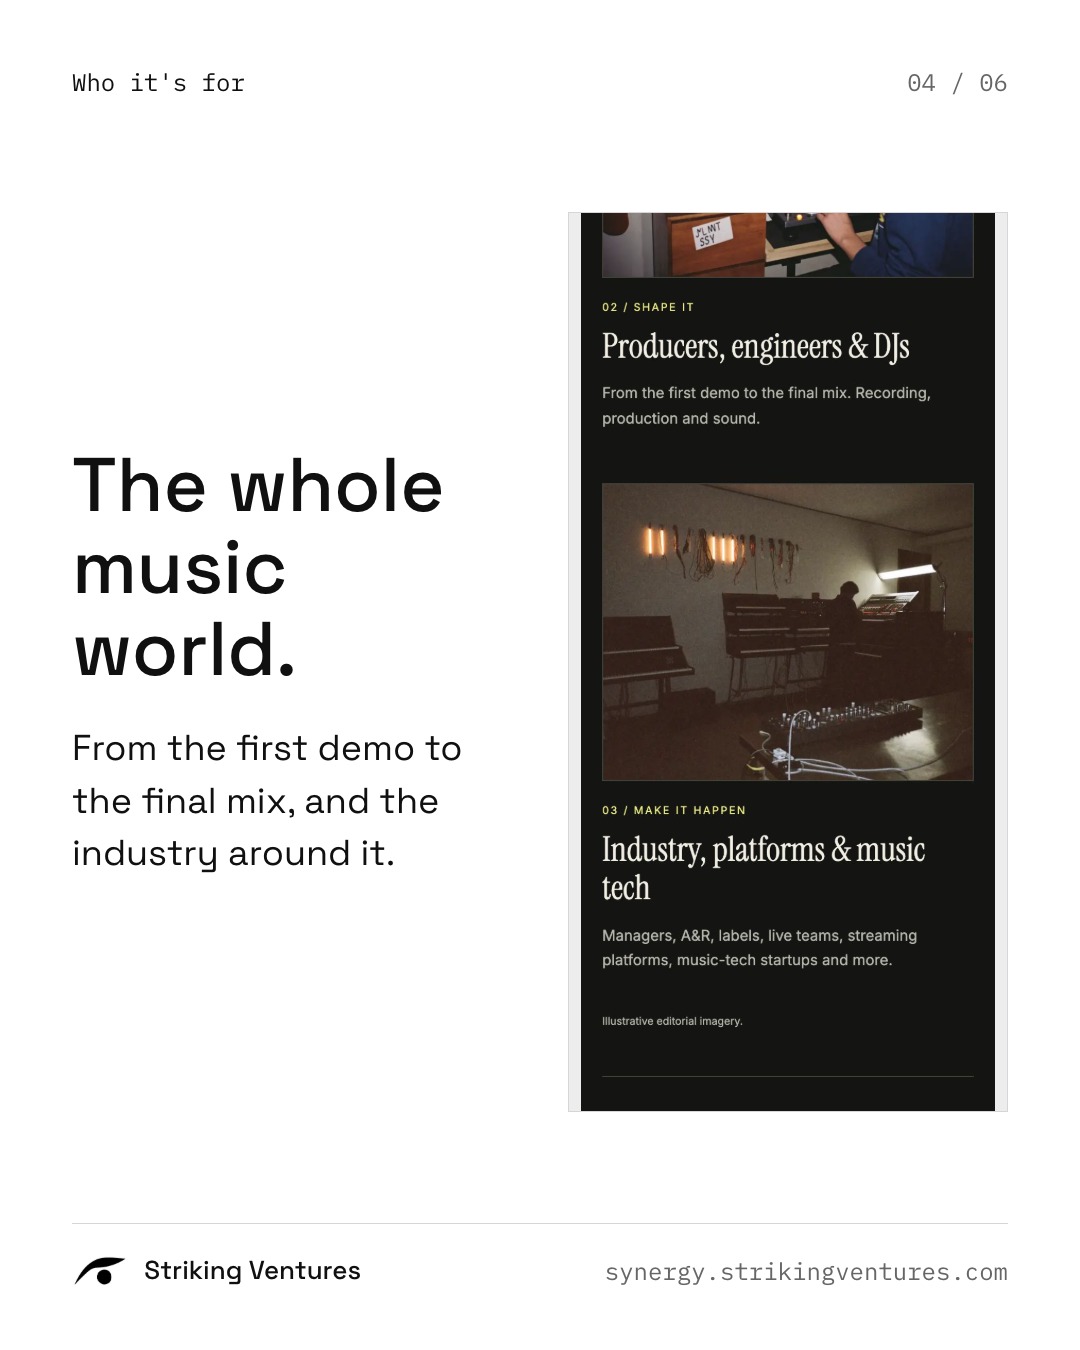 Who it's for
04 / 06
The whole
music
world.
From the first demo to
the final mix, and the
industry around it.
02 / SHAPE IT
Producers, engineers & DJs
From the first demo to the final mix. Recording,
production and sound.
03 / MAKE IT HAPPEN
Industry, platforms & music
tech
Managers, A&R, labels, live teams, streaming
platforms, music-tech startups and more.
Illustrative editorial imagery.
Striking Ventures
synergy.strikingventures.com